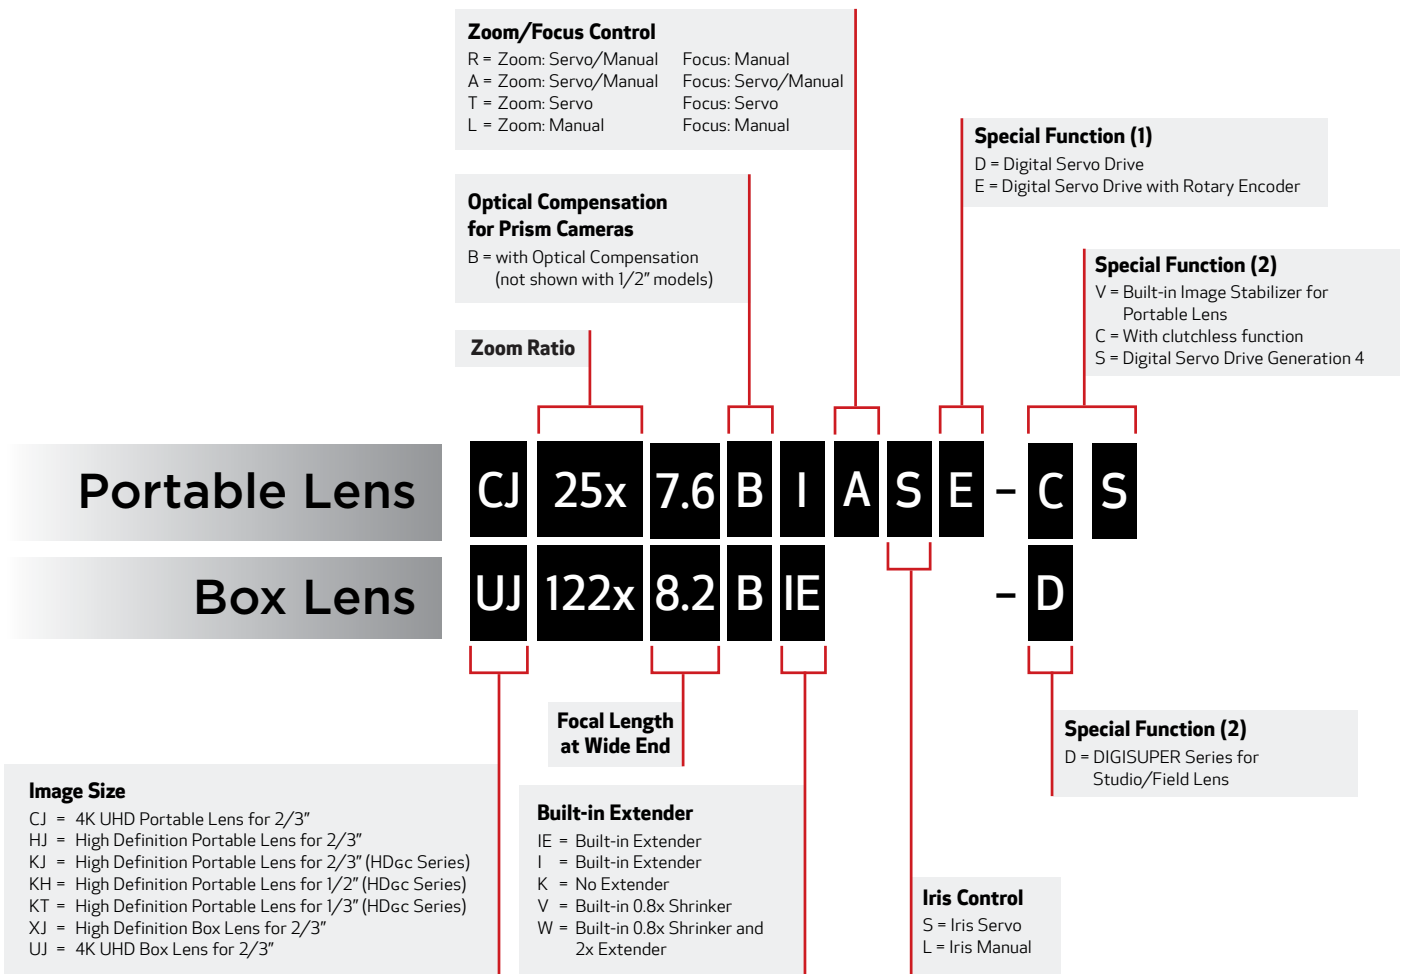 Zoom/Focus Control
R = Zoom: Servo/Manual Focus: Manual
A = Zoom: Servo/Manual Focus: Servo/Manual
T = Zoom: Servo Focus: Servo
L = Zoom: Manual Focus: Manual
Special Function (1)
D = Digital Servo Drive
E = Digital Servo Drive with Rotary Encoder
Optical Compensation
for Prism Cameras
B = with Optical Compensation
(not shown with 1/2" models)
Special Function (2)
V = Built-in Image Stabilizer for
Portable Lens
C = With clutchless function
S = Digital Servo Drive Generation 4
Zoom Ratio
Portable Lens CJ 25x 7.6 B I A S E - C S
Box Lens UJ 122x 8.2 B IE - D
Focal Length
at Wide End
Special Function (2)
D = DIGISUPER Series for
Studio/Field Lens
Image Size
CJ = 4K UHD Portable Lens for 2/3"
HJ = High Definition Portable Lens for 2/3"
KJ = High Definition Portable Lens for 2/3" (HDGC Series)
KH = High Definition Portable Lens for 1/2" (HDGC Series)
KT = High Definition Portable Lens for 1/3" (HDGC Series)
XJ = High Definition Box Lens for 2/3"
UJ = 4K UHD Box Lens for 2/3"
Built-in Extender
IE = Built-in Extender
I = Built-in Extender
K = No Extender
V = Built-in 0.8x Shrinker
W = Built-in 0.8x Shrinker and
2x Extender
Iris Control
S = Iris Servo
L = Iris Manual